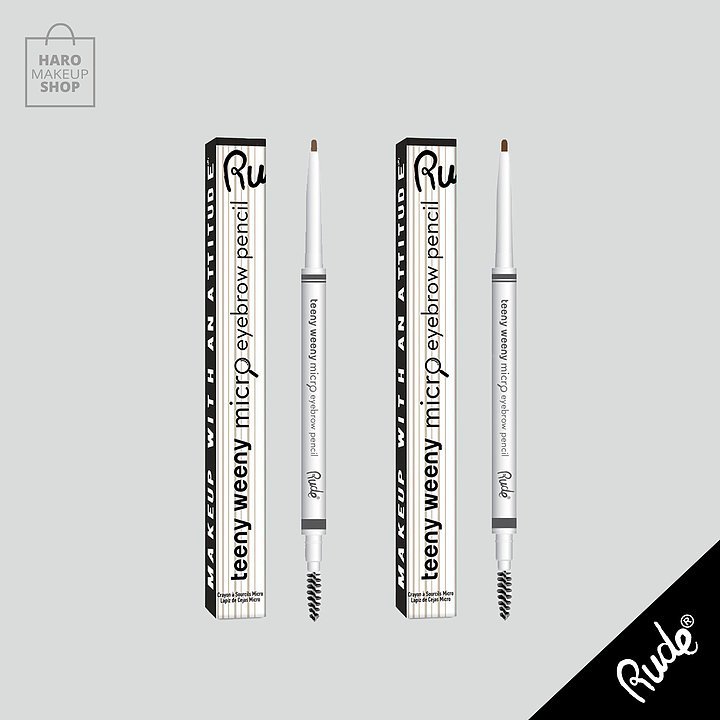 HARO
MAKEUP
SHOP
MAKEUP WITH AN ATTITUDE
Ru
teeny weeny micro eyebrow pencil
Crayon à Sourcils Micro
Lapiz de Cejas Micro
teeny weeny micro eyebrow pencil
Rude
MAKEUP WITH AN ATTITUDE
Ru
teeny weeny micro eyebrow pencil
Crayon à Sourcils Micro
Lapiz de Cejas Micro
teeny weeny micro eyebrow pencil
Rude
Rude®